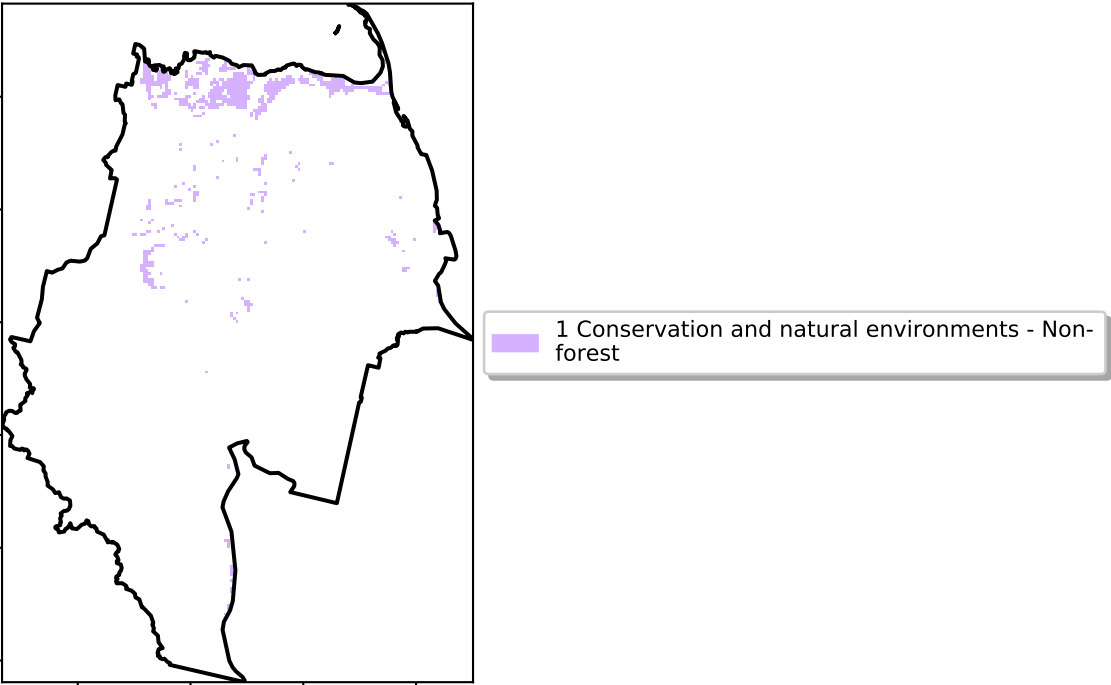 1 Conservation and natural environments - Non-
forest